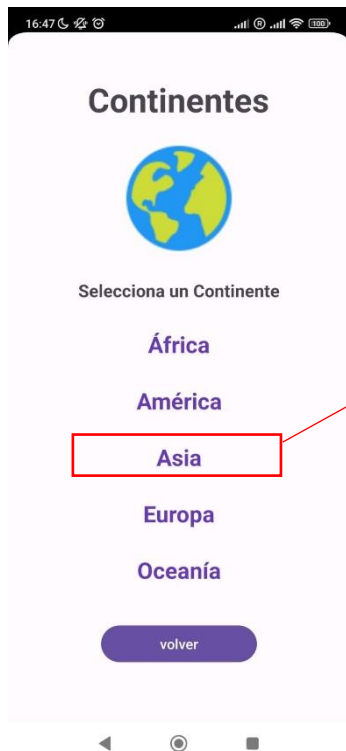 16:47
100
Continentes
Selecciona un Continente
África
América
Asia
Europa
Oceanía
volver